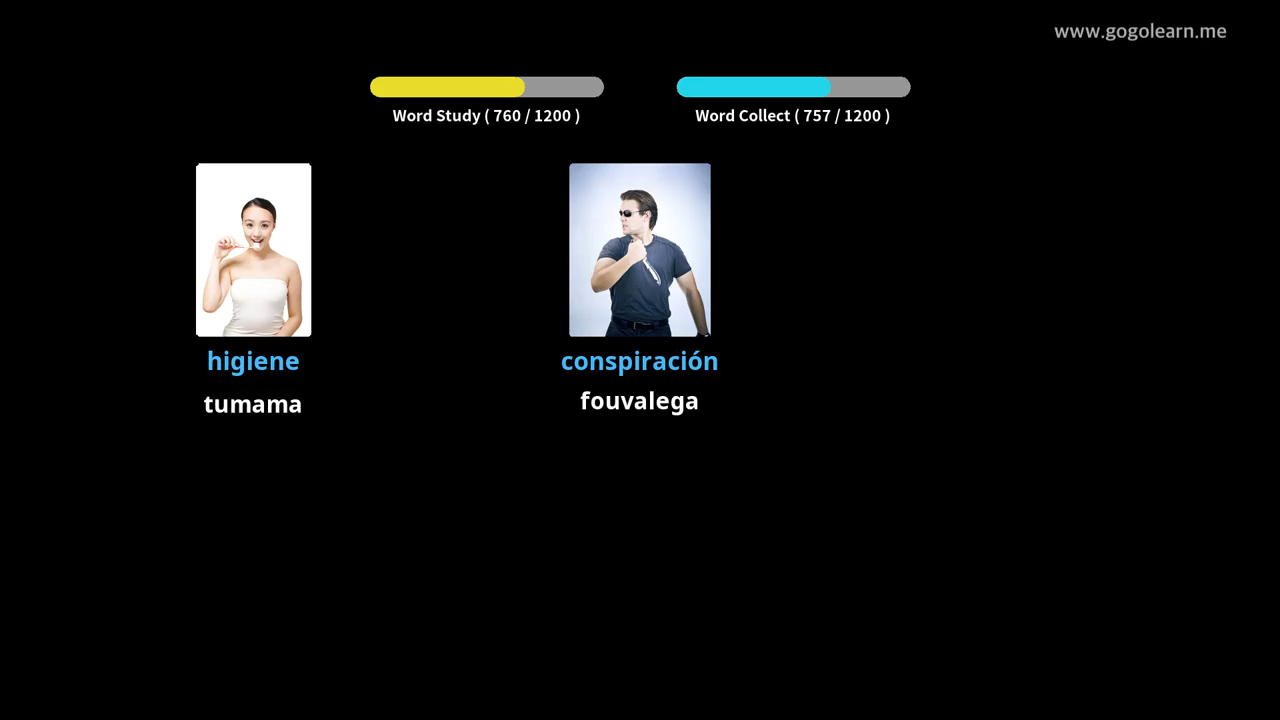 www.gogolearn.me
Word Study ( 760 / 1200 )
Word Collect ( 757 / 1200 )
higiene
tumama
conspiración
fouvalega